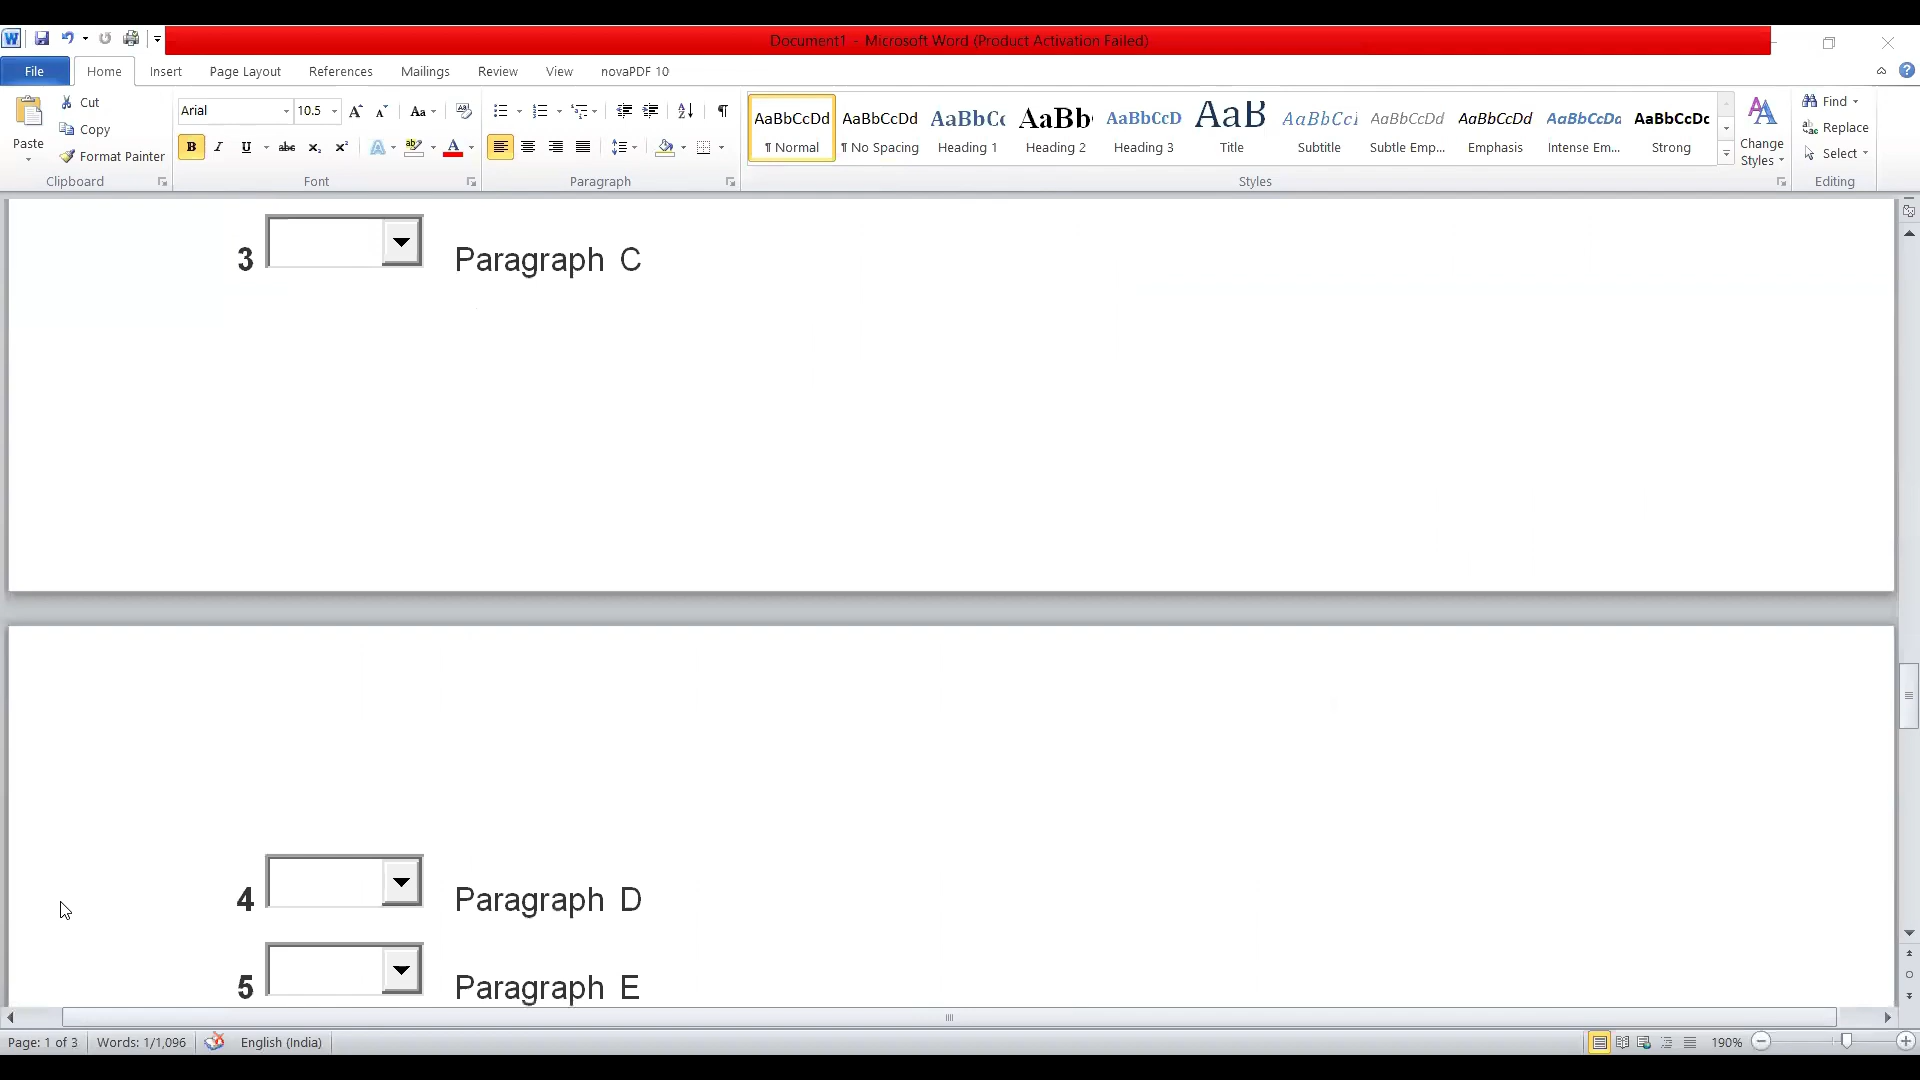 Document1 - Microsoft Word (Product Activation Failed)
File Home Insert Page Layout References Mailings Review View novaPDF 10
Paste
Cut
Copy
Format Painter
Clipboard
Arial 10.5
Font
Paragraph
AaBbCcDd AaBbCcDd AaBbCc AaBb AaBbCcD AaB AaBbCcI AaBbCcDd AaBbCcDd AaBbCcDd AaBbCcDc
¶ Normal ¶ No Spacing Heading 1 Heading 2 Heading 3 Title Subtitle Subtle Emp... Emphasis Intense Em... Strong
Styles
Change Styles
Find
Replace
Select
Editing
3 Paragraph C
4 Paragraph D
5 Paragraph E
Page: 1 of 3 Words: 1/1,096 English (India) 190%